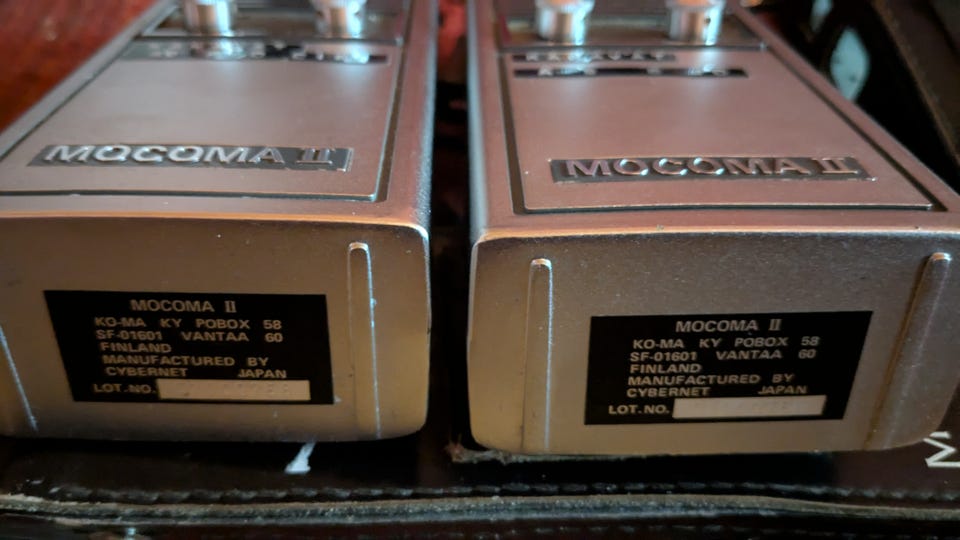 MOCOMA II
MOCOMA II
KO-MA KY POBOX 58
SF-01601 VANTAA 60
FINLAND
MANUFACTURED BY
CYBERNET JAPAN
LOT.NO.
MOCOMA II
MOCOMA II
KO-MA KY POBOX 58
SF-01601 VANTAA 60
FINLAND
MANUFACTURED BY
CYBERNET JAPAN
LOT.NO.